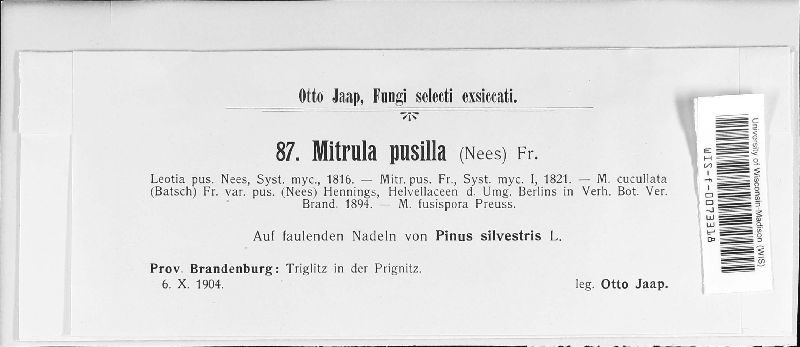 Otto Jaap, Fungi selecti exsiccati.
87. Mitrula pusilla (Nees) Fr.
Leotia pus. Nees, Syst. myc., 1816. — Mitr. pus. Fr., Syst. myc. I, 1821. — M. cucullata
(Batsch) Fr. var. pus. (Nees) Hennings, Helvellaceen d. Umg. Berlins in Verh. Bot. Ver.
Brand. 1894. — M. fusispora Preuss.
Auf faulenden Nadeln von Pinus silvestris L.
Prov. Brandenburg: Triglitz in der Prignitz.
6. X. 1904.
leg. Otto Jaap.
University of Wisconsin-Madison (WIS)
WIS-f-0073318